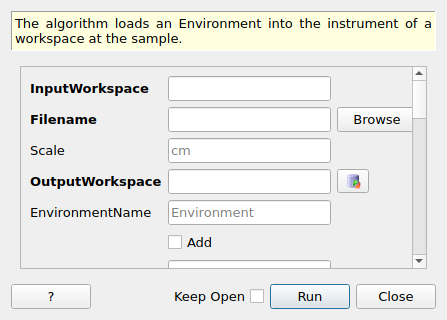 The algorithm loads an Environment into the instrument of a
workspace at the sample.
InputWorkspace
Filename
Browse
Scale
cm
OutputWorkspace
EnvironmentName
Environment
Add
?
Keep Open
Run
Close